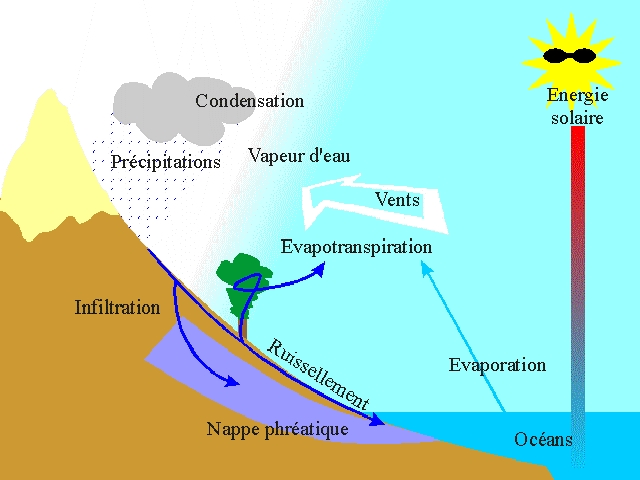 Energie
solaire
Condensation
Précipitations
Vapeur d'eau
Vents
Evapotranspiration
Infiltration
Ruissellement
Evaporation
Nappe phréatique
Océans